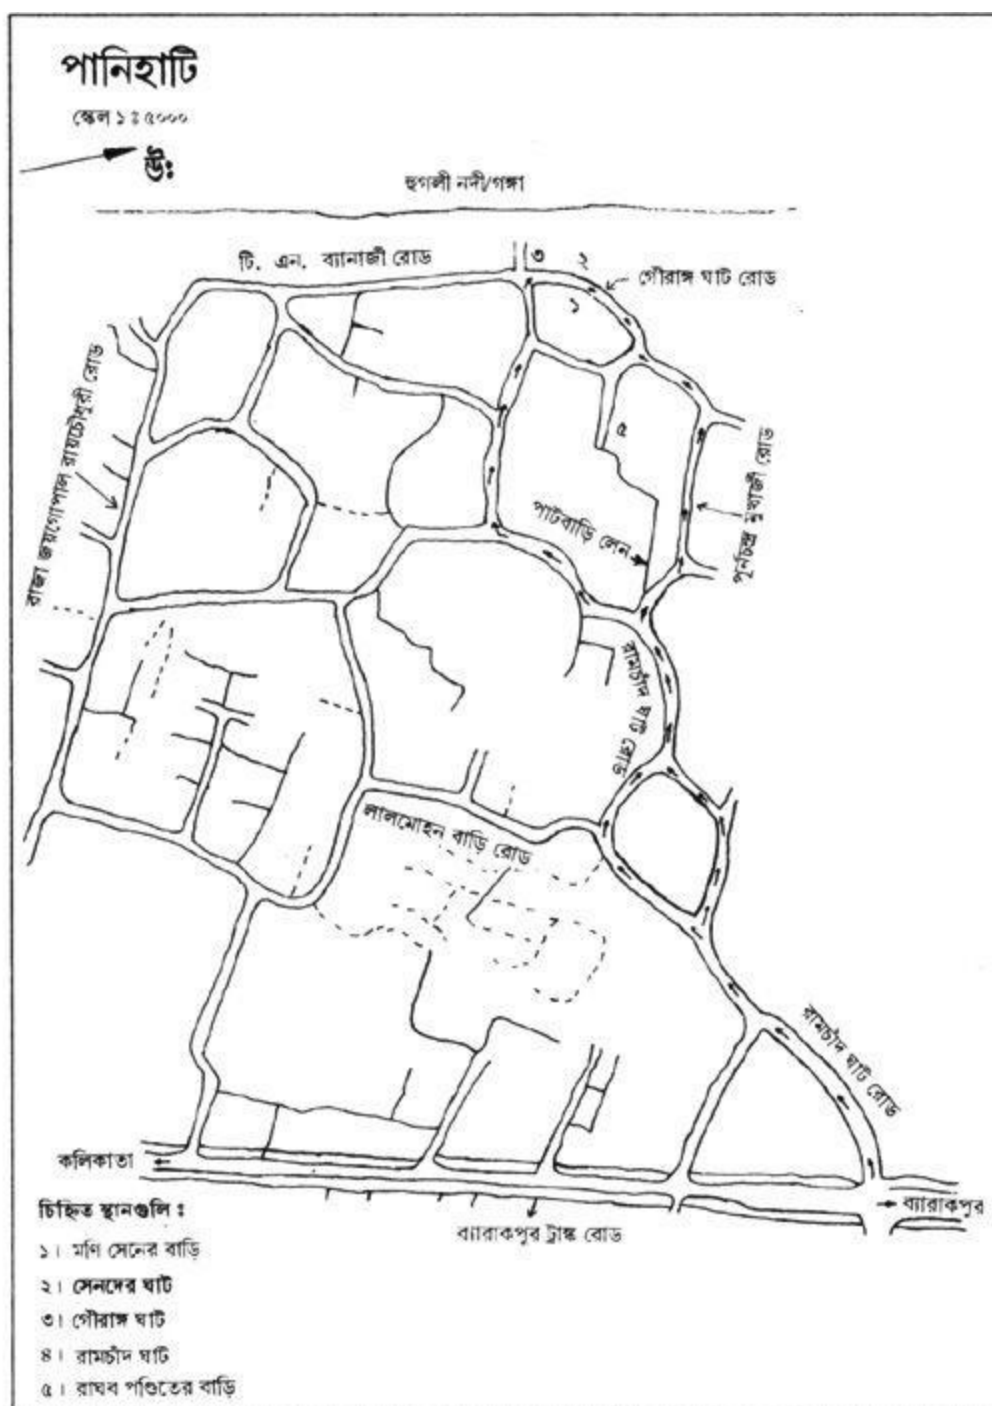 পানিহাটি
স্কেল ১ঃ৫০০০
উঃ
হুগলী নদী/গঙ্গা
টি. এন. ব্যানার্জী রোড
৩
২
গৌরাঙ্গ ঘাট রোড
১
রাজা জয়গোপাল রায়চৌধুরী রোড
৫
পাটবাড়ি লেন
পূর্ণচন্দ্র মুখার্জী রোড
রামচাঁদ ঘাট রোড
লালমোহন বাড়ি রোড
রামচাঁদ ঘাট রোড
কলিকাতা
ব্যারাকপুর
ব্যারাকপুর ট্রাঙ্ক রোড
চিহ্নিত স্থানগুলি ঃ
১। মণি সেনের বাড়ি
২। সেনদের ঘাট
৩। গৌরাঙ্গ ঘাট
৪। রামচাঁদ ঘাট
৫। রাঘব পণ্ডিতের বাড়ি